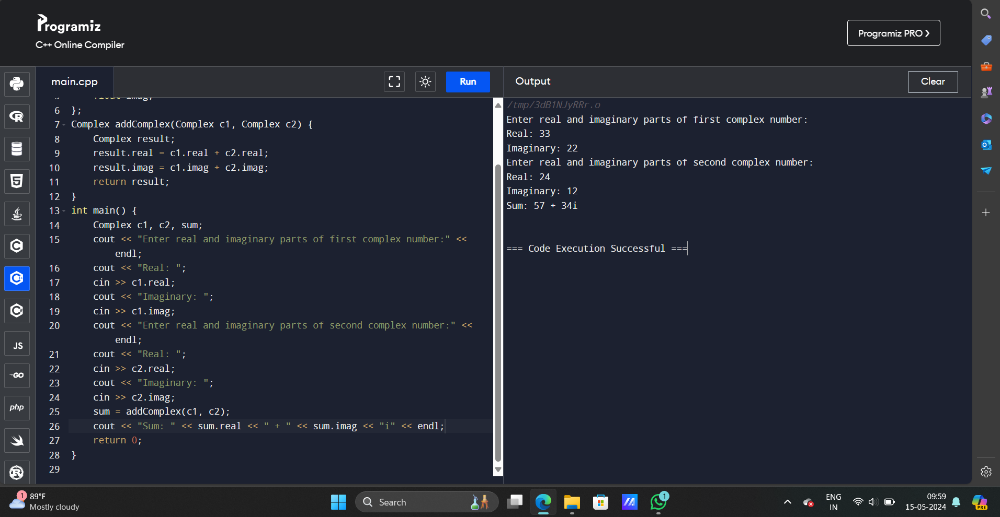 Programiz
C++ Online Compiler
Programiz PRO ❯
main.cpp
Run
Output
Clear
5 float imag;
6 };
7 Complex addComplex(Complex c1, Complex c2) {
8 Complex result;
9 result.real = c1.real + c2.real;
10 result.imag = c1.imag + c2.imag;
11 return result;
12 }
13 int main() {
14 Complex c1, c2, sum;
15 cout << "Enter real and imaginary parts of first complex number:" <<
endl;
16 cout << "Real: ";
17 cin >> c1.real;
18 cout << "Imaginary: ";
19 cin >> c1.imag;
20 cout << "Enter real and imaginary parts of second complex number:" <<
endl;
21 cout << "Real: ";
22 cin >> c2.real;
23 cout << "Imaginary: ";
24 cin >> c2.imag;
25 sum = addComplex(c1, c2);
26 cout << "Sum: " << sum.real << " + " << sum.imag << "i" << endl;
27 return 0;
28 }
29
/tmp/3dB1NJyRRr.o
Enter real and imaginary parts of first complex number:
Real: 33
Imaginary: 22
Enter real and imaginary parts of second complex number:
Real: 24
Imaginary: 12
Sum: 57 + 34i
=== Code Execution Successful ===
R
5
C
C
C
JS
GO
php
R
1
89°F
Mostly cloudy
Search
1
ENG
IN
09:59
15-05-2024
PRE